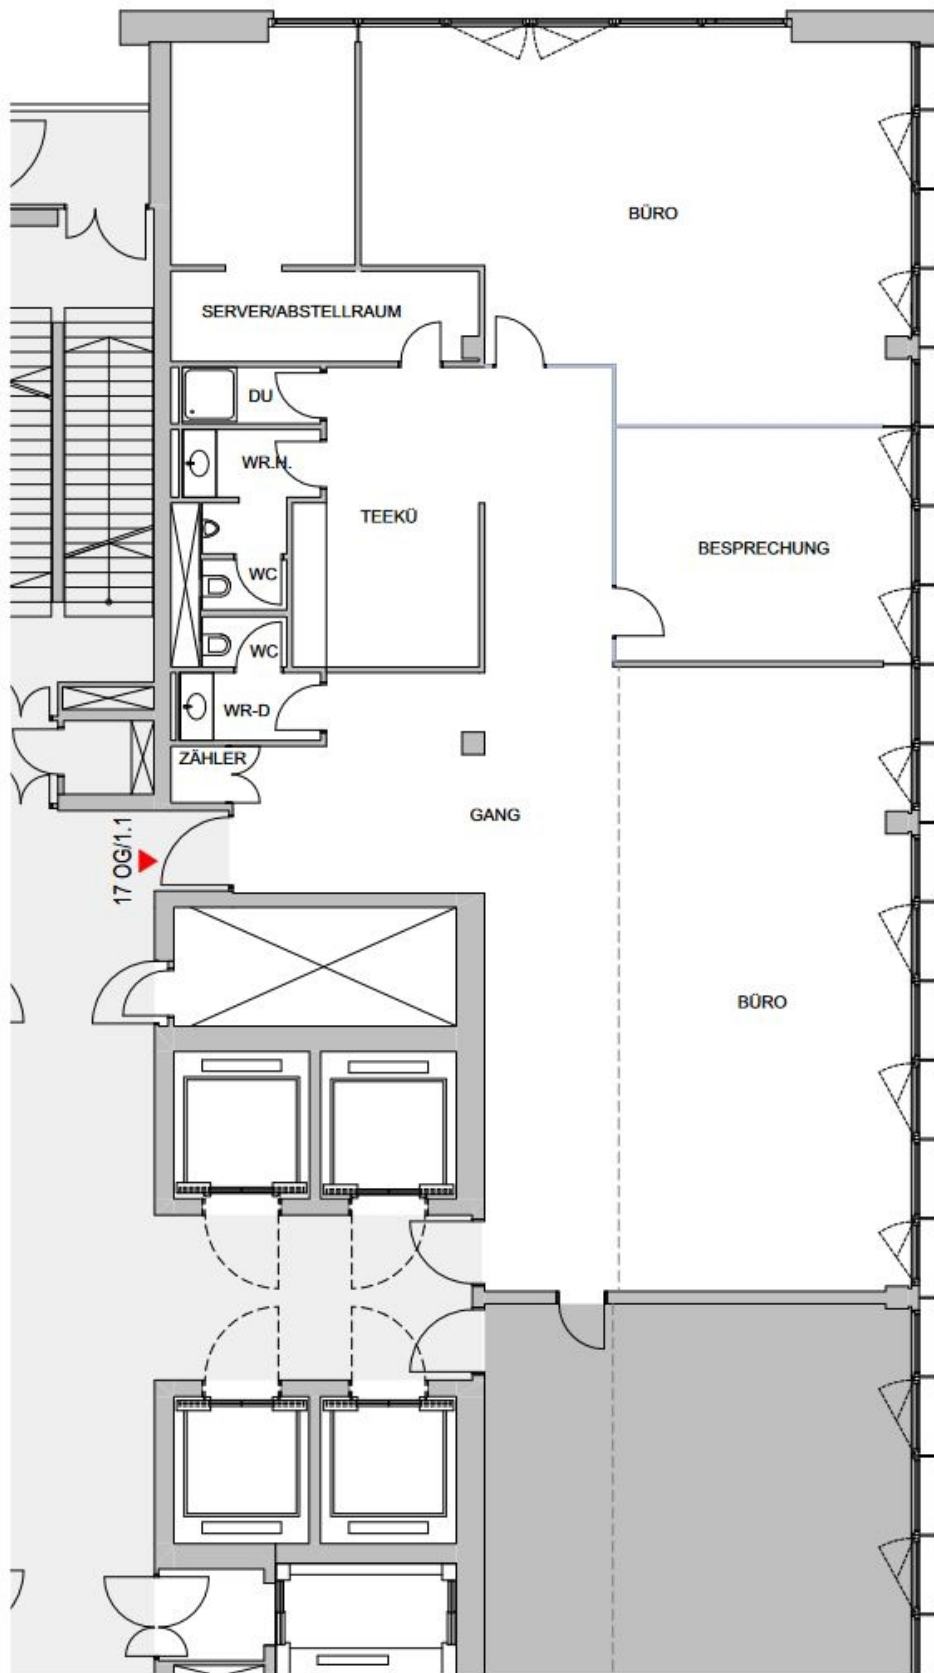 BÜRO
SERVER/ABSTELLRAUM
DU
WR.H.
TEEKÜ
BESPRECHUNG
WC
WC
WR-D
ZÄHLER
GANG
17 OG/1.1
BÜRO